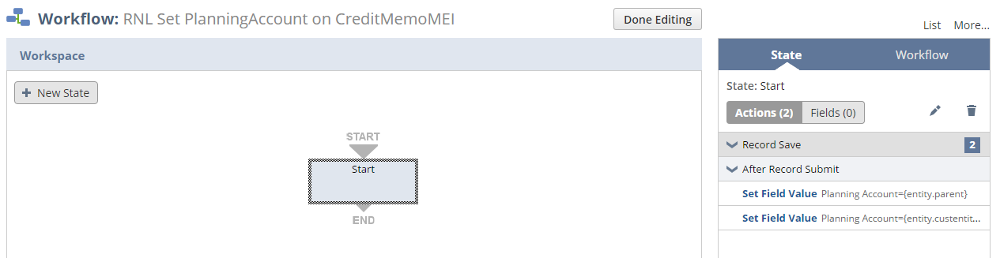 Workflow: RNL Set PlanningAccount on CreditMemoMEI
Done Editing
List More...
Workspace
State Workflow
+ New State
State: Start
Actions (2) Fields (0)
START
Start
END
Record Save 2
After Record Submit
Set Field Value Planning Account={entity.parent}
Set Field Value Planning Account={entity.custentit...